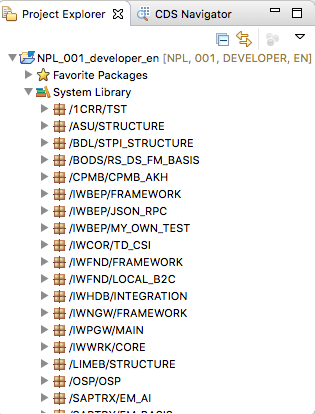 Project Explorer CDS Navigator
NPL_001_developer_en [NPL, 001, DEVELOPER, EN]
Favorite Packages
System Library
/1CRR/TST
/ASU/STRUCTURE
/BDL/STPI_STRUCTURE
/BODS/RS_DS_FM_BASIS
/CPMB/CPMB_AKH
/IWBEP/FRAMEWORK
/IWBEP/JSON_RPC
/IWBEP/MY_OWN_TEST
/IWCOR/TD_CSI
/IWFND/FRAMEWORK
/IWFND/LOCAL_B2C
/IWHDB/INTEGRATION
/IWNGW/FRAMEWORK
/IWPGW/MAIN
/IWWRK/CORE
/LIMEB/STRUCTURE
/OSP/OSP
/SAPTRX/EM_AI
/SAPTRX/EM_BASIS